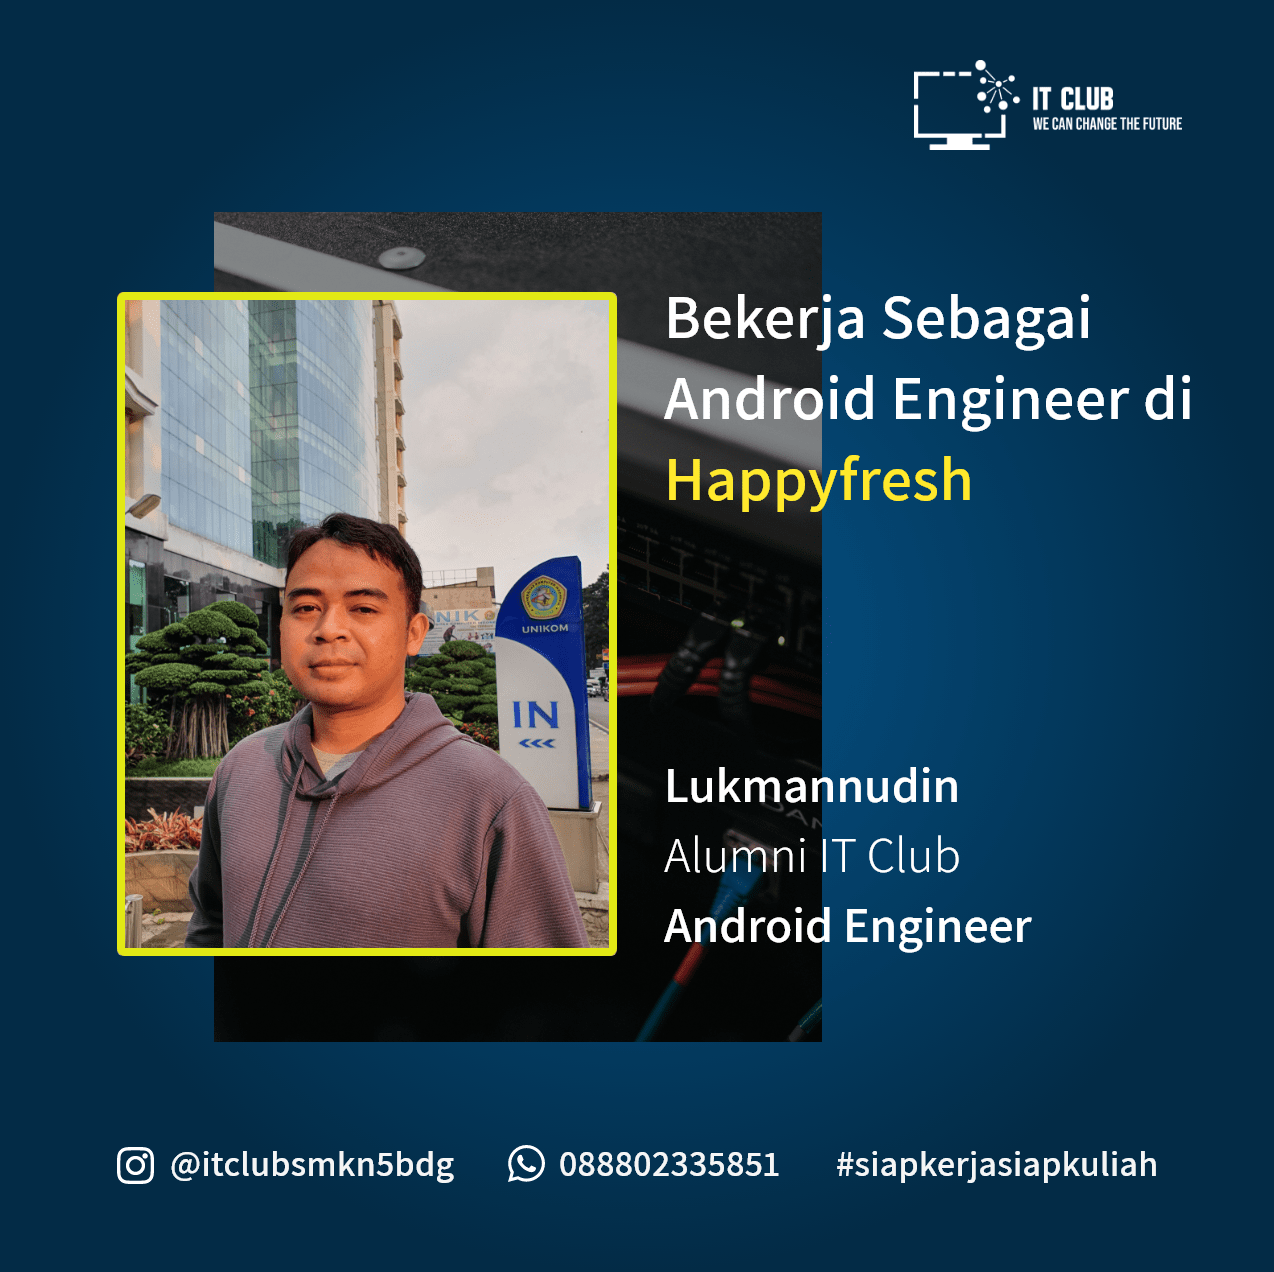 IT CLUB
WE CAN CHANGE THE FUTURE
Bekerja Sebagai
Android Engineer di
Happyfresh
UNIKOM
IN
Lukmannudin
Alumni IT Club
Android Engineer
@itclubsmkn5bdg
088802335851
#siapkerjasiapkuliah